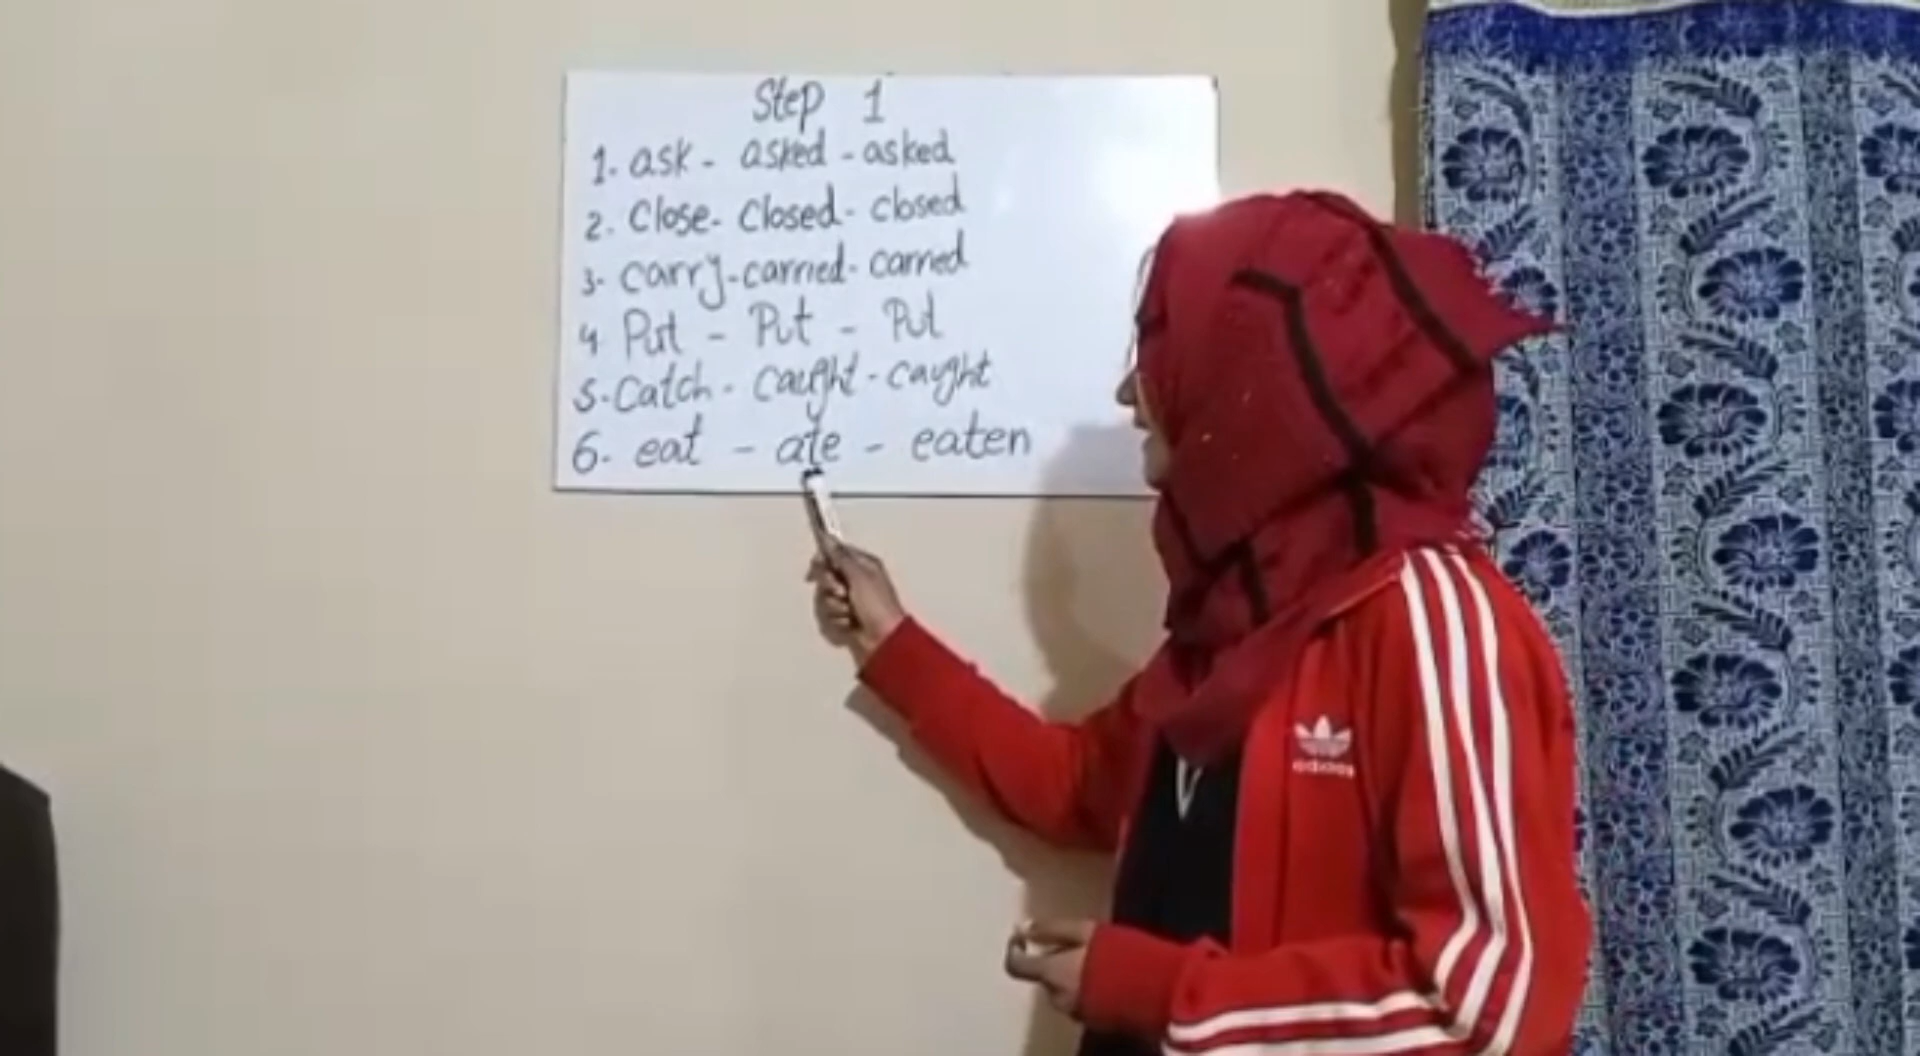 Step 1
1. ask - asked - asked
2. Close - Closed - closed
3. Carry - carried - carried
4 Put - Put - Put
5. Catch - caught - caught
6. eat - ate - eaten
adidas